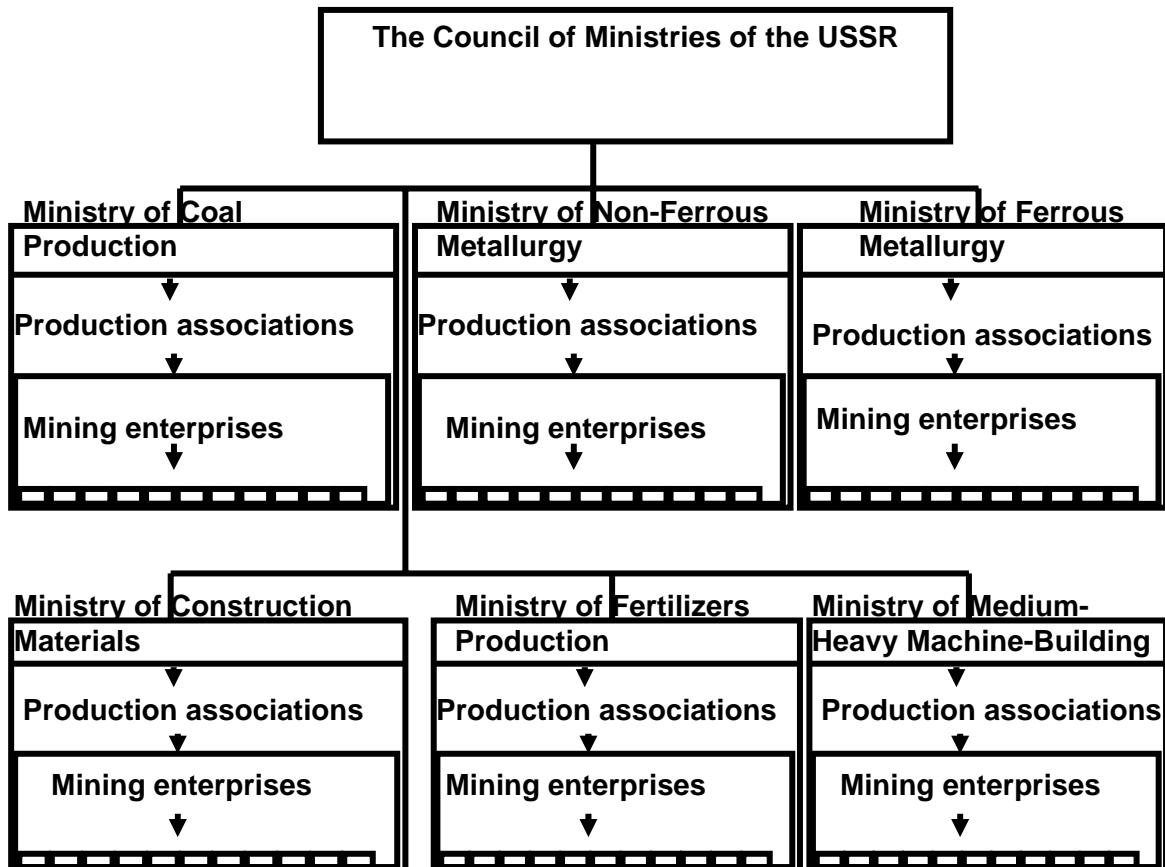 The Council of Ministries of the USSR
Ministry of Coal
Production
Production associations
Mining enterprises
Ministry of Non-Ferrous
Metallurgy
Production associations
Mining enterprises
Ministry of Ferrous
Metallurgy
Production associations
Mining enterprises
Ministry of Construction
Materials
Production associations
Mining enterprises
Ministry of Fertilizers
Production
Production associations
Mining enterprises
Ministry of Medium-
Heavy Machine-Building
Production associations
Mining enterprises